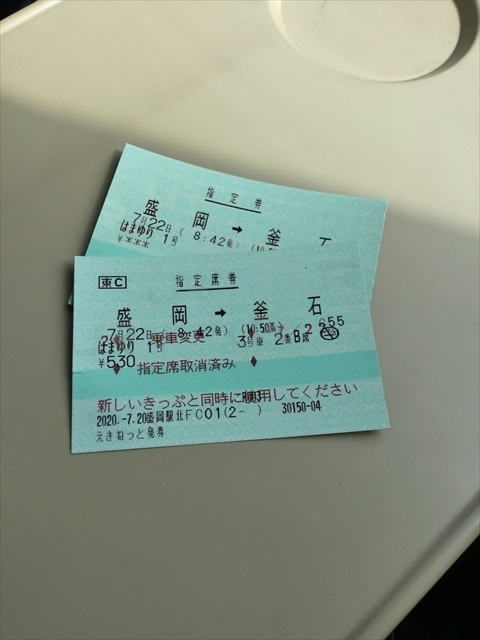 指定券
盛岡 → 釜
7月22日( 8:42発) (10:5
はまゆり 1号
¥***
東C 指定席券
盛岡 → 釜石
7月22日( 8:42発) (10:50着)
乗車変更
はまゆり 1号 3号車 2番B席
¥530
指定席取消済み
新しいきっぷと同時に使用してください
2020.-7.20盛岡駅北FC01(2- ) 30150-04
えきねっと発券